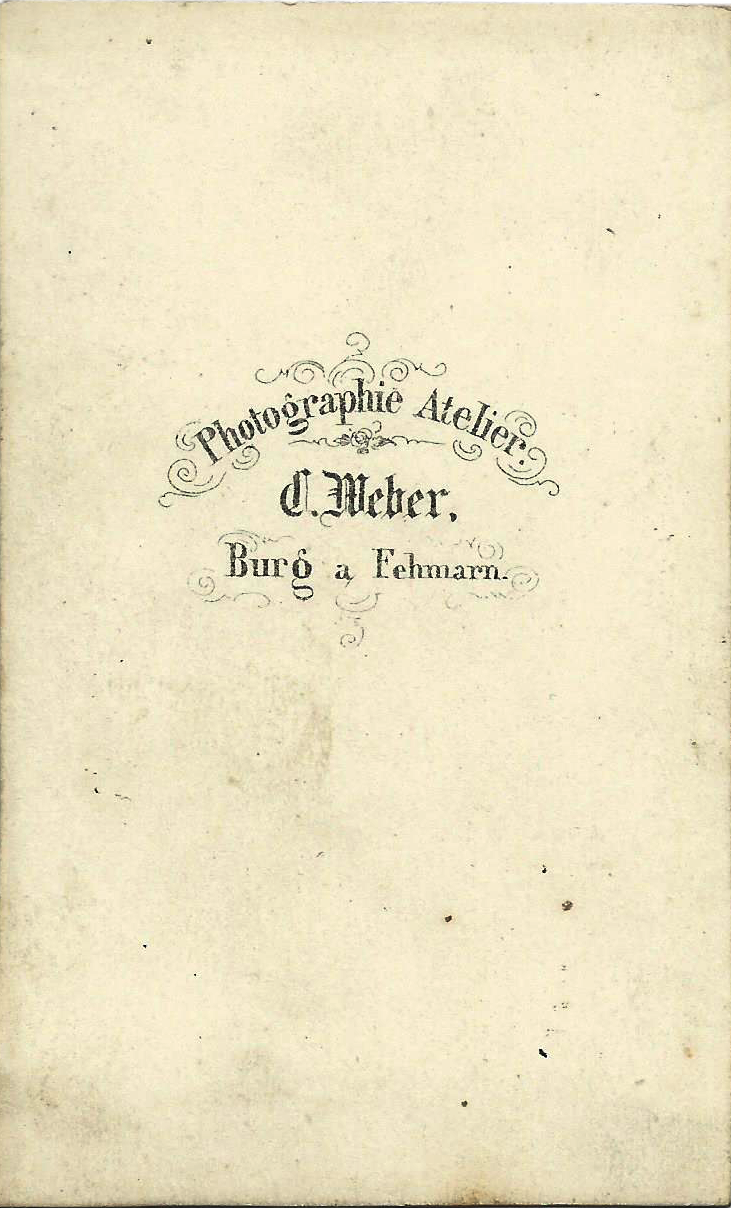 Photographie Atelier.
C. Weber.
Burg a Fehmarn.